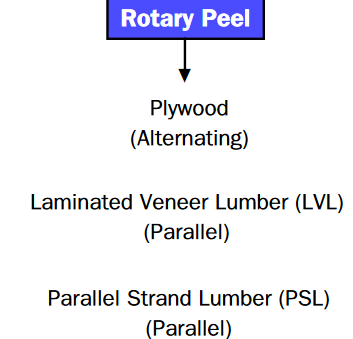 Rotary Peel
Plywood
(Alternating)
Laminated Veneer Lumber (LVL)
(Parallel)
Parallel Strand Lumber (PSL)
(Parallel)